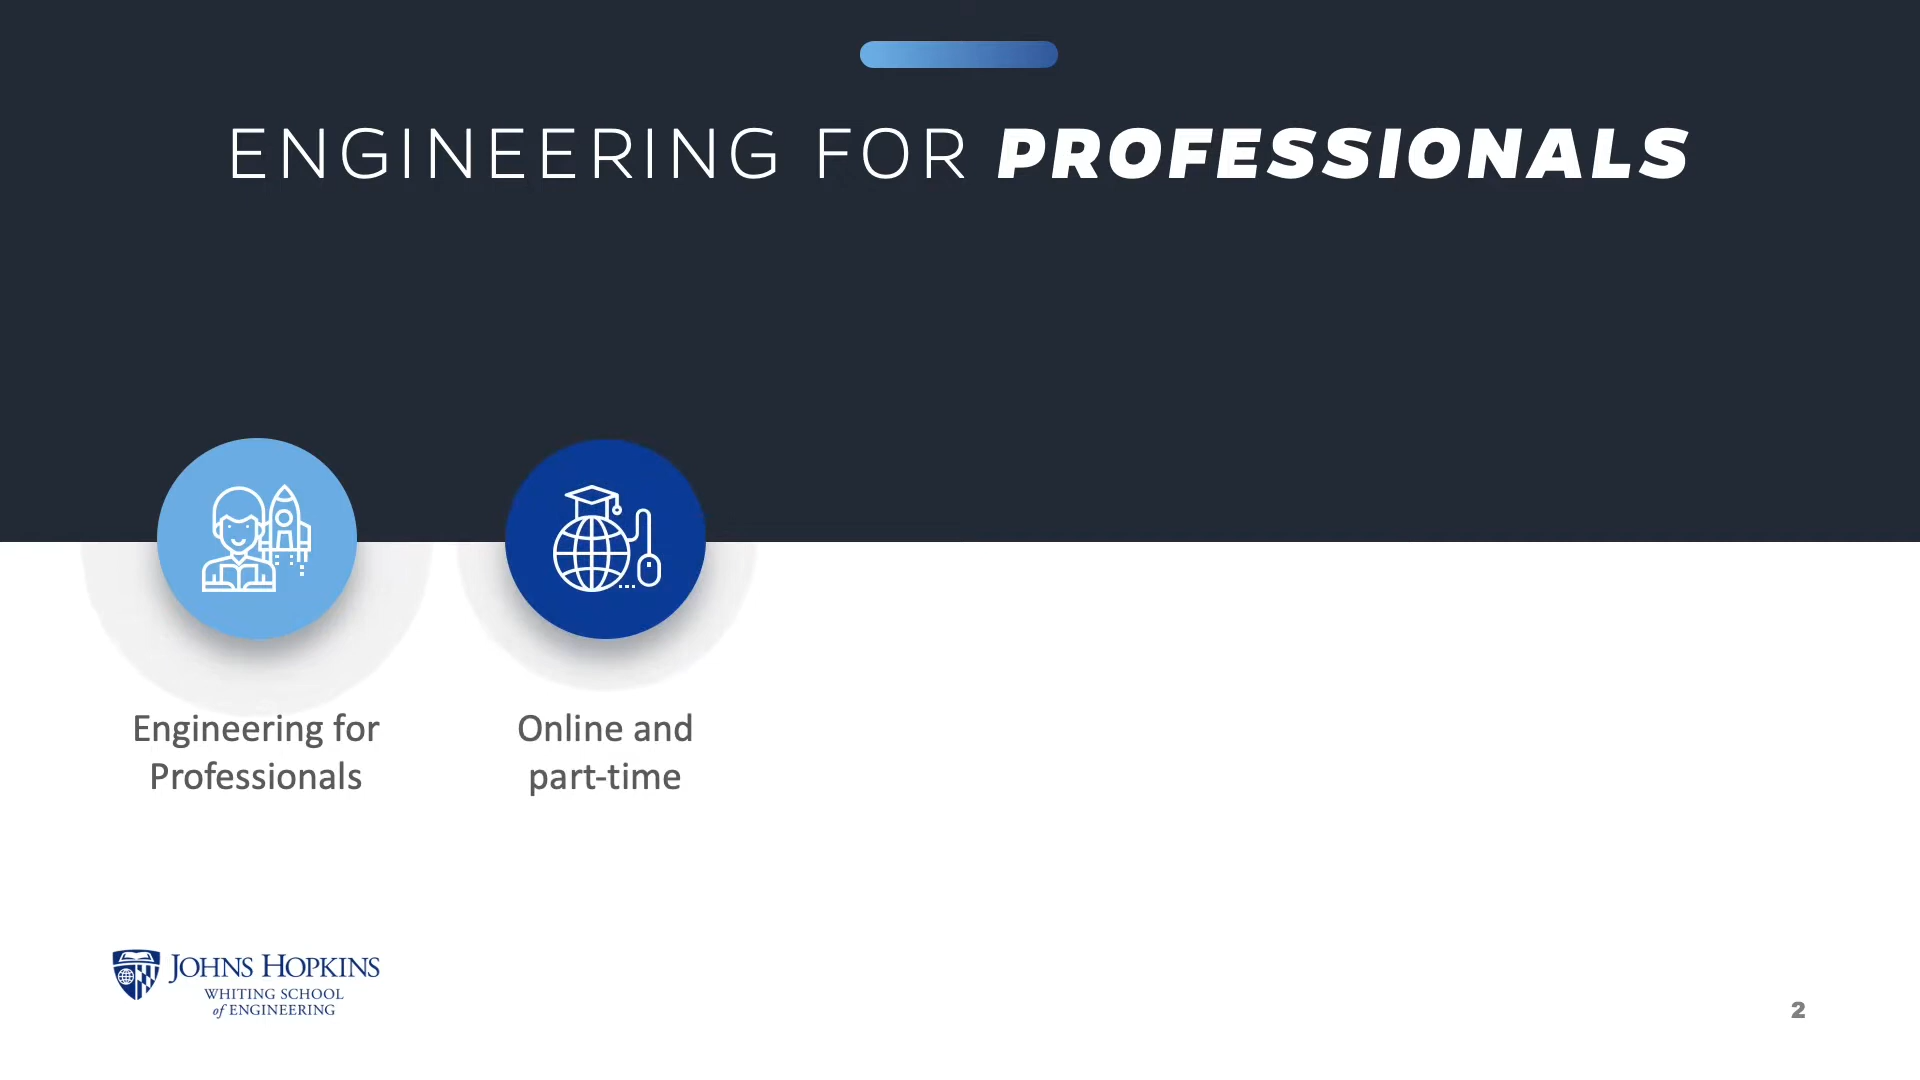 ENGINEERING FOR PROFESSIONALS
Engineering for
Professionals
Online and
part-time
JOHNS HOPKINS
WHITING SCHOOL
of ENGINEERING
2